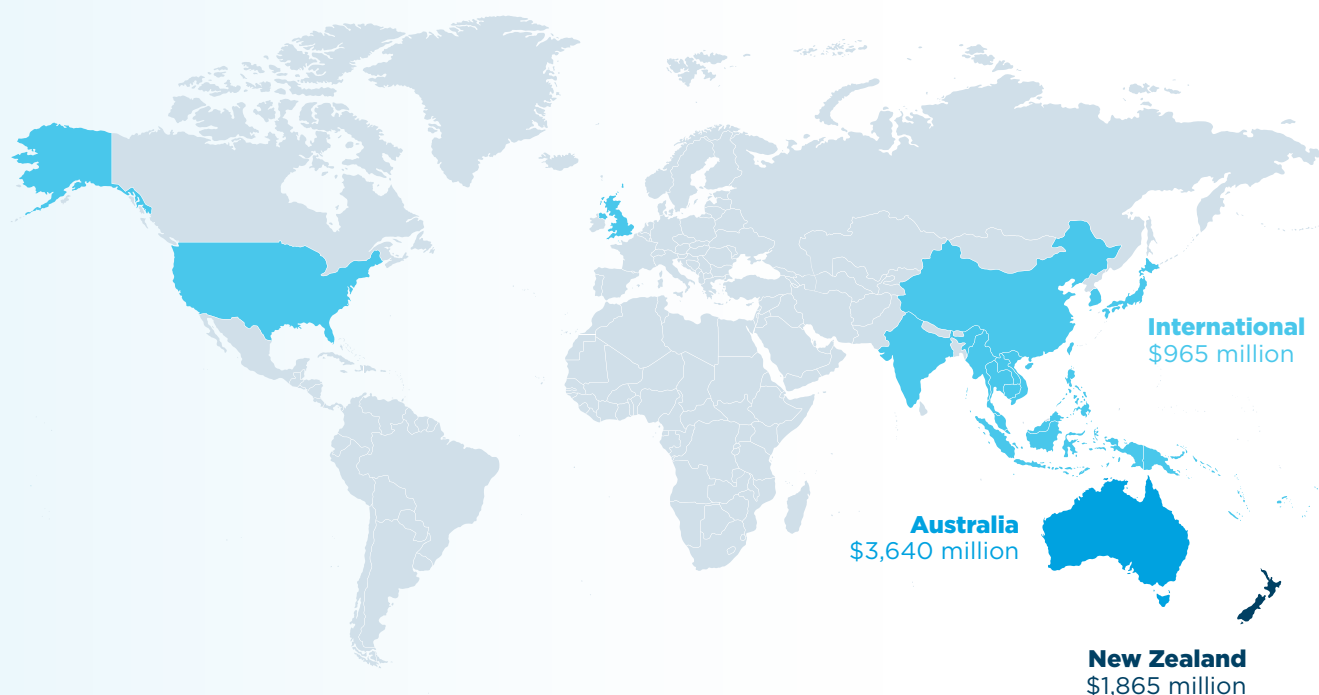 International
$965 million
Australia
$3,640 million
New Zealand
$1,865 million